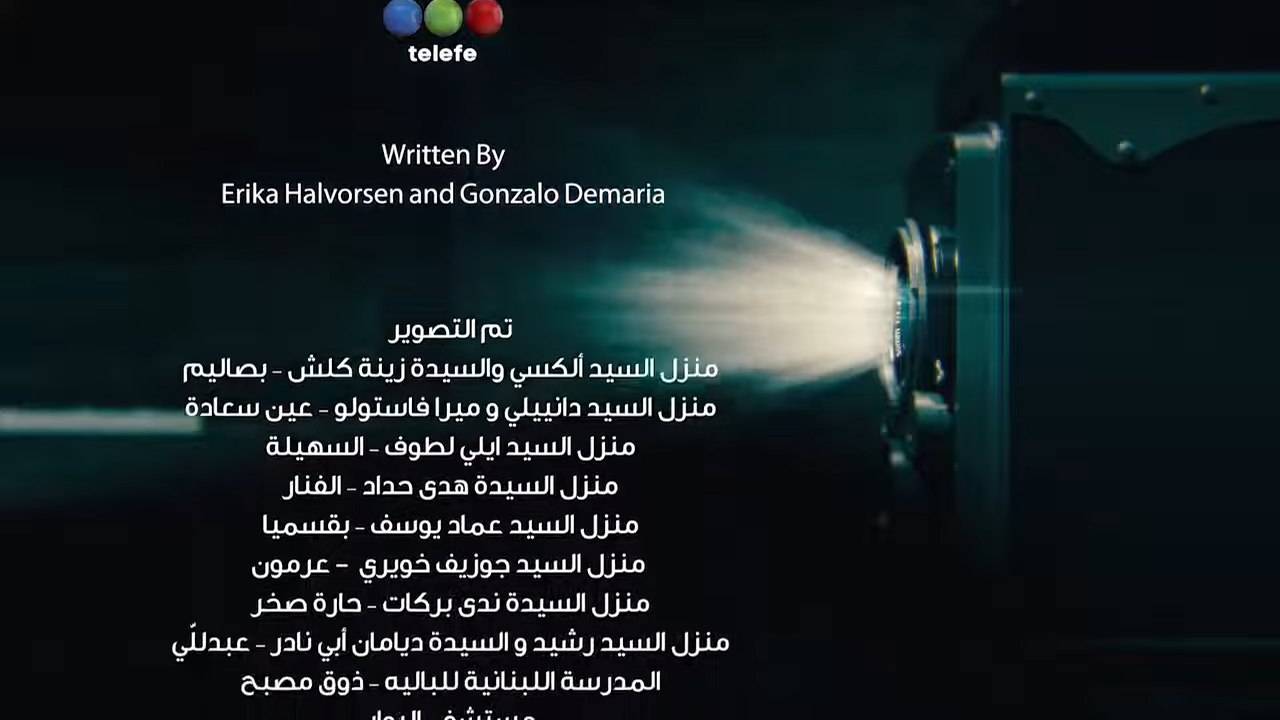 telefe
Written By
Erika Halvorsen and Gonzalo Demaria
تم التصوير
منزل السيد ألكسي والسيدة زينة كلش - بصاليم
منزل السيد دانييلي و ميرا فاستولو - عين سعادة
منزل السيد ايلي لطوف - السهيلة
منزل السيدة هدى حداد - الفنار
منزل السيد عماد يوسف - بقسميا
منزل السيد جوزيف خويري - عرمون
منزل السيدة ندى بركات - حارة صخر
منزل السيد رشيد و السيدة ديامان أبي نادر - عبدللّي
المدرسة اللبنانية للباليه - ذوق مصبح